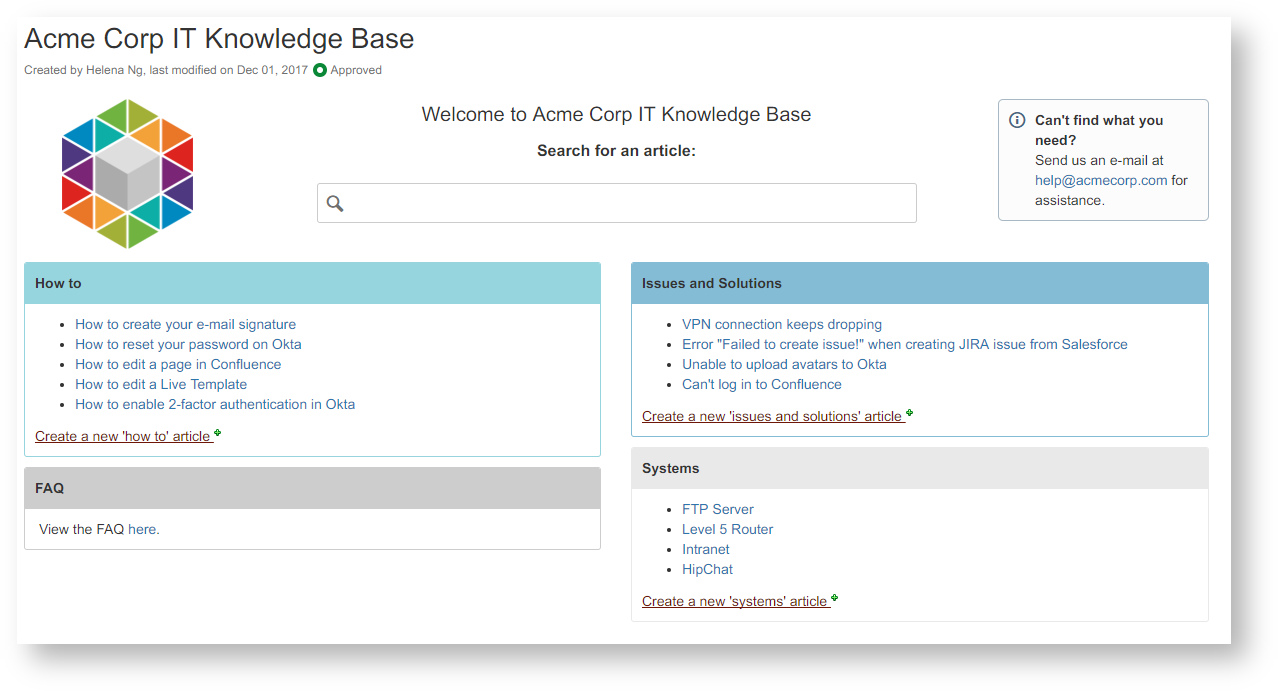 Acme Corp IT Knowledge Base
Created by Helena Ng, last modified on Dec 01, 2017 Approved
Welcome to Acme Corp IT Knowledge Base
Search for an article:
Can't find what you
need?
Send us an e-mail at
help@acmecorp.com for
assistance.
How to
How to create your e-mail signature
How to reset your password on Okta
How to edit a page in Confluence
How to edit a Live Template
How to enable 2-factor authentication in Okta
Create a new 'how to' article
FAQ
View the FAQ here.
Issues and Solutions
VPN connection keeps dropping
Error "Failed to create issue!" when creating JIRA issue from Salesforce
Unable to upload avatars to Okta
Can't log in to Confluence
Create a new 'issues and solutions' article
Systems
FTP Server
Level 5 Router
Intranet
HipChat
Create a new 'systems' article